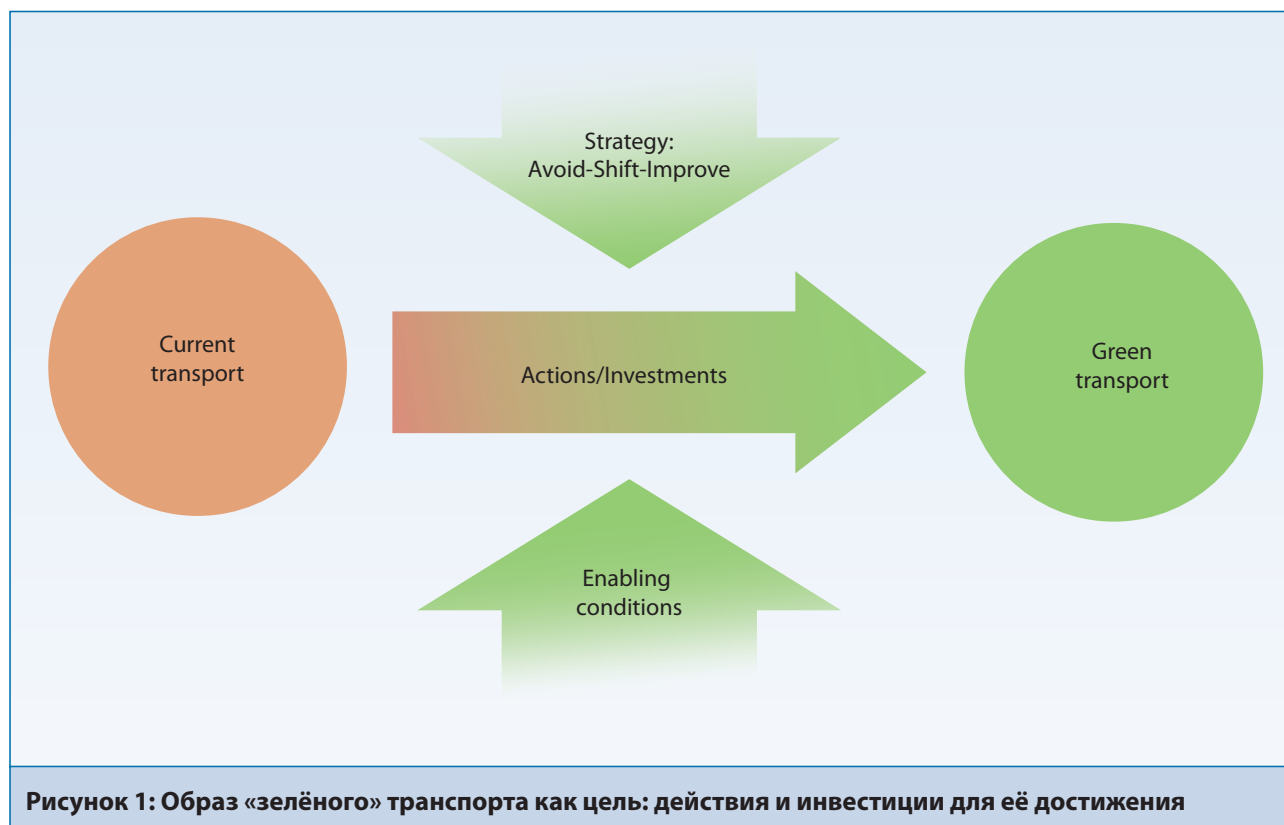 Strategy:
Avoid-Shift-Improve
Current
transport
Actions/Investments
Green
transport
Enabling
conditions
Рисунок 1: Образ «зелёного» транспорта как цель: действия и инвестиции для её достижения